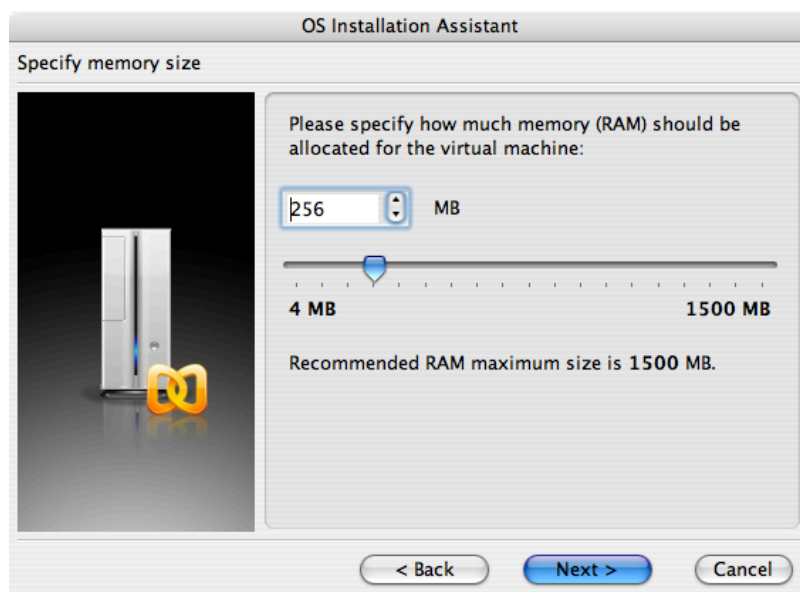 OS Installation Assistant
Specify memory size
Please specify how much memory (RAM) should be
allocated for the virtual machine:
256 MB
4 MB 1500 MB
Recommended RAM maximum size is 1500 MB.
< Back Next > Cancel